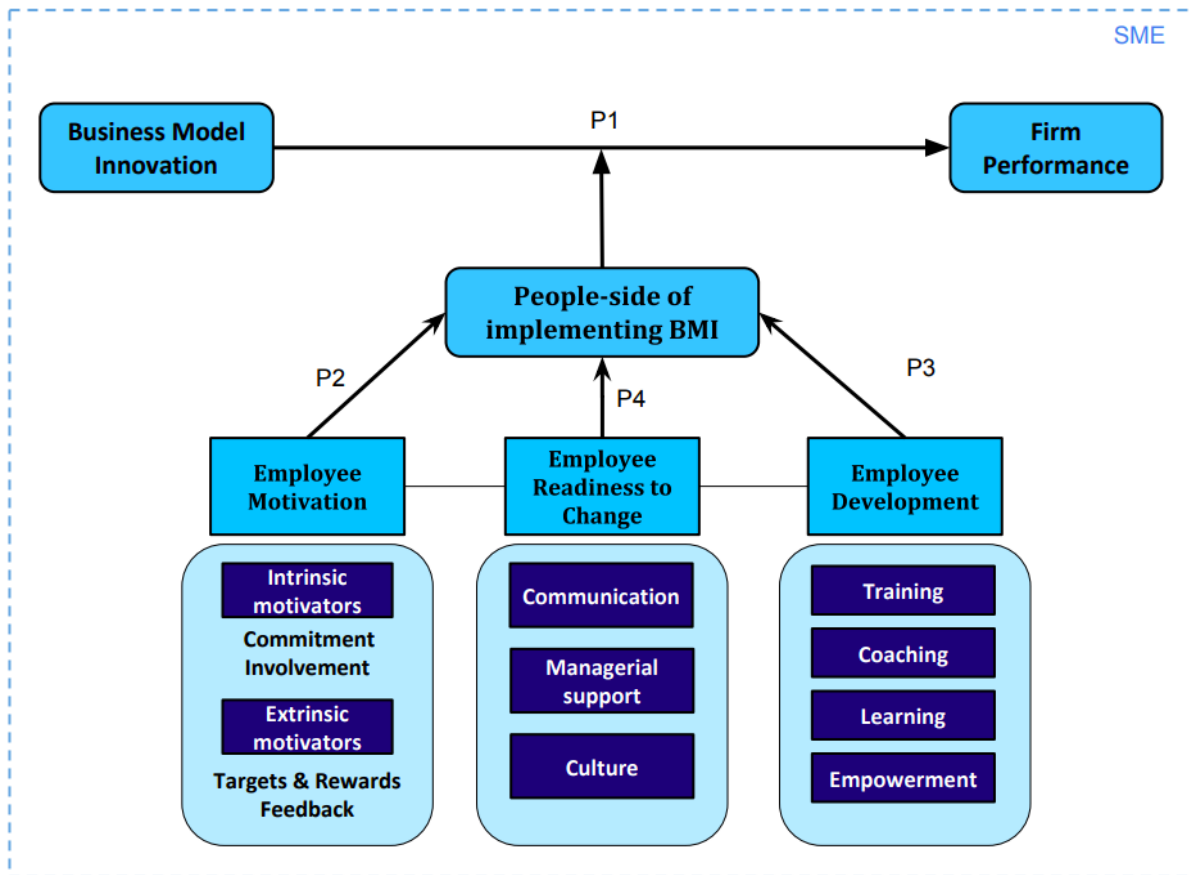 SME
P1
Business Model
Innovation
Firm
Performance
People-side of
implementing BMI
P2
P4
P3
Employee
Motivation
Employee
Readiness to
Change
Employee
Development
Intrinsic
motivators
Commitment
Involvement
Extrinsic
motivators
Targets & Rewards
Feedback
Communication
Managerial
support
Culture
Training
Coaching
Learning
Empowerment